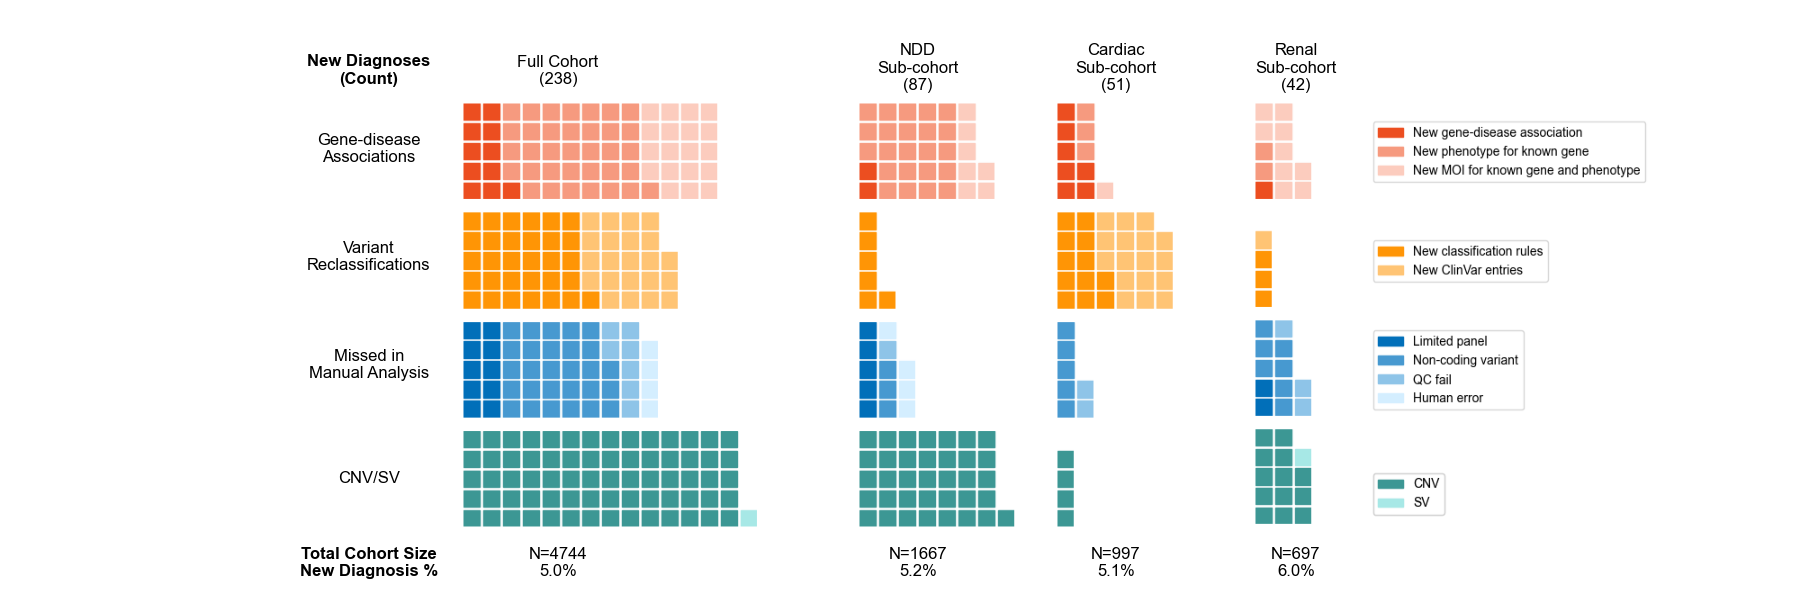 New Diagnoses
(Count)
Full Cohort
(238)
NDD
Sub-cohort
(87)
Cardiac
Sub-cohort
(51)
Renal
Sub-cohort
(42)
Gene-disease
Associations
New gene-disease association
New phenotype for known gene
New MOI for known gene and phenotype
Variant
Reclassifications
New classification rules
New ClinVar entries
Missed in
Manual Analysis
Limited panel
Non-coding variant
QC fail
Human error
CNV/SV
CNV
SV
Total Cohort Size
New Diagnosis %
N=4744
5.0%
N=1667
5.2%
N=997
5.1%
N=697
6.0%